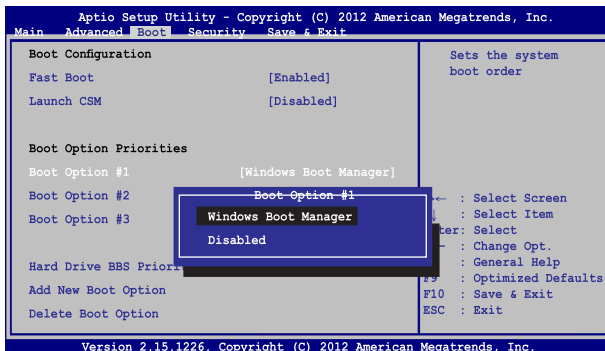 Aptio Setup Utility - Copyright (C) 2012 American Megatrends, Inc.
Main Advanced Boot Security Save & Exit
Boot Configuration
Fast Boot [Enabled]
Launch CSM [Disabled]
Boot Option Priorities
Boot Option #1 [Windows Boot Manager]
Boot Option #2
Boot Option #3
Hard Drive BBS
Add New Boot Option
Delete Boot Option
Boot Option #1
Windows Boot Manager
Disabled
Sets the system
boot order
: Select Screen
: Select Item
: Select
: Change Opt.
: General Help
F9 : Optimized Defaults
F10 : Save & Exit
ESC : Exit
Version 2.15.1226. Copyright (C) 2012 American Megatrends, Inc.